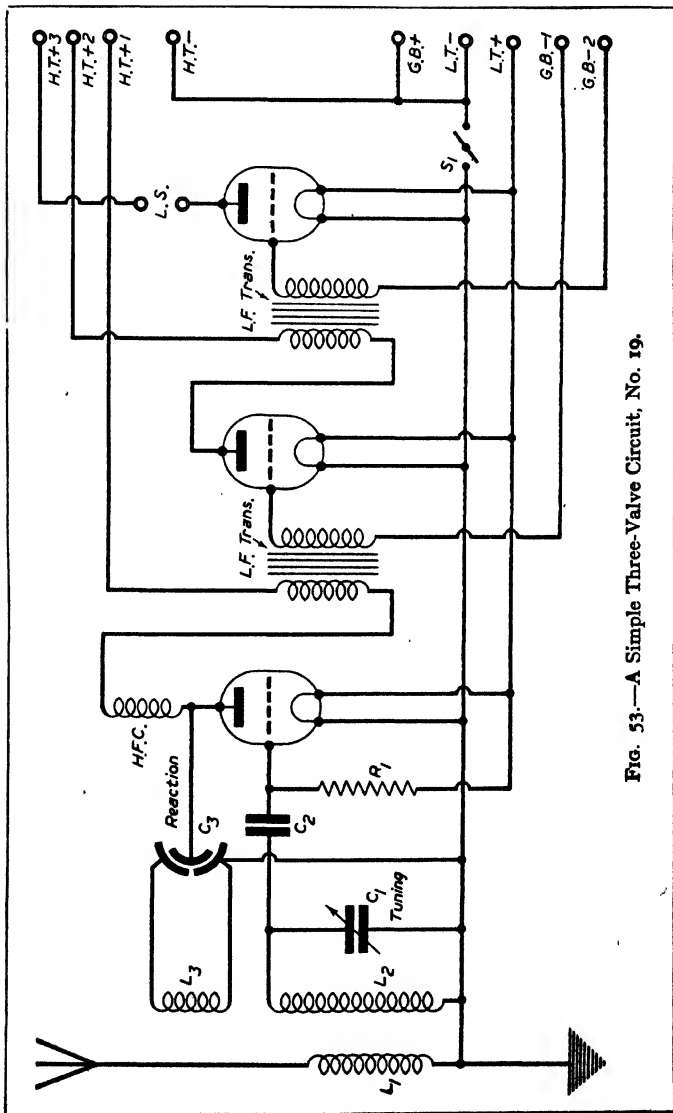 H.T.+3
H.T.+2
H.T.+1
H.T.-
G.B.+
L.T.-
L.T.+
G.B.-1
G.B.-2
S1
L.S.
L.F. Trans.
L.F. Trans.
H.F.C.
Reaction
C3
C2
R1
C1
Tuning
L3
L2
L1
FIG. 53.—A Simple Three-Valve Circuit, No. 19.